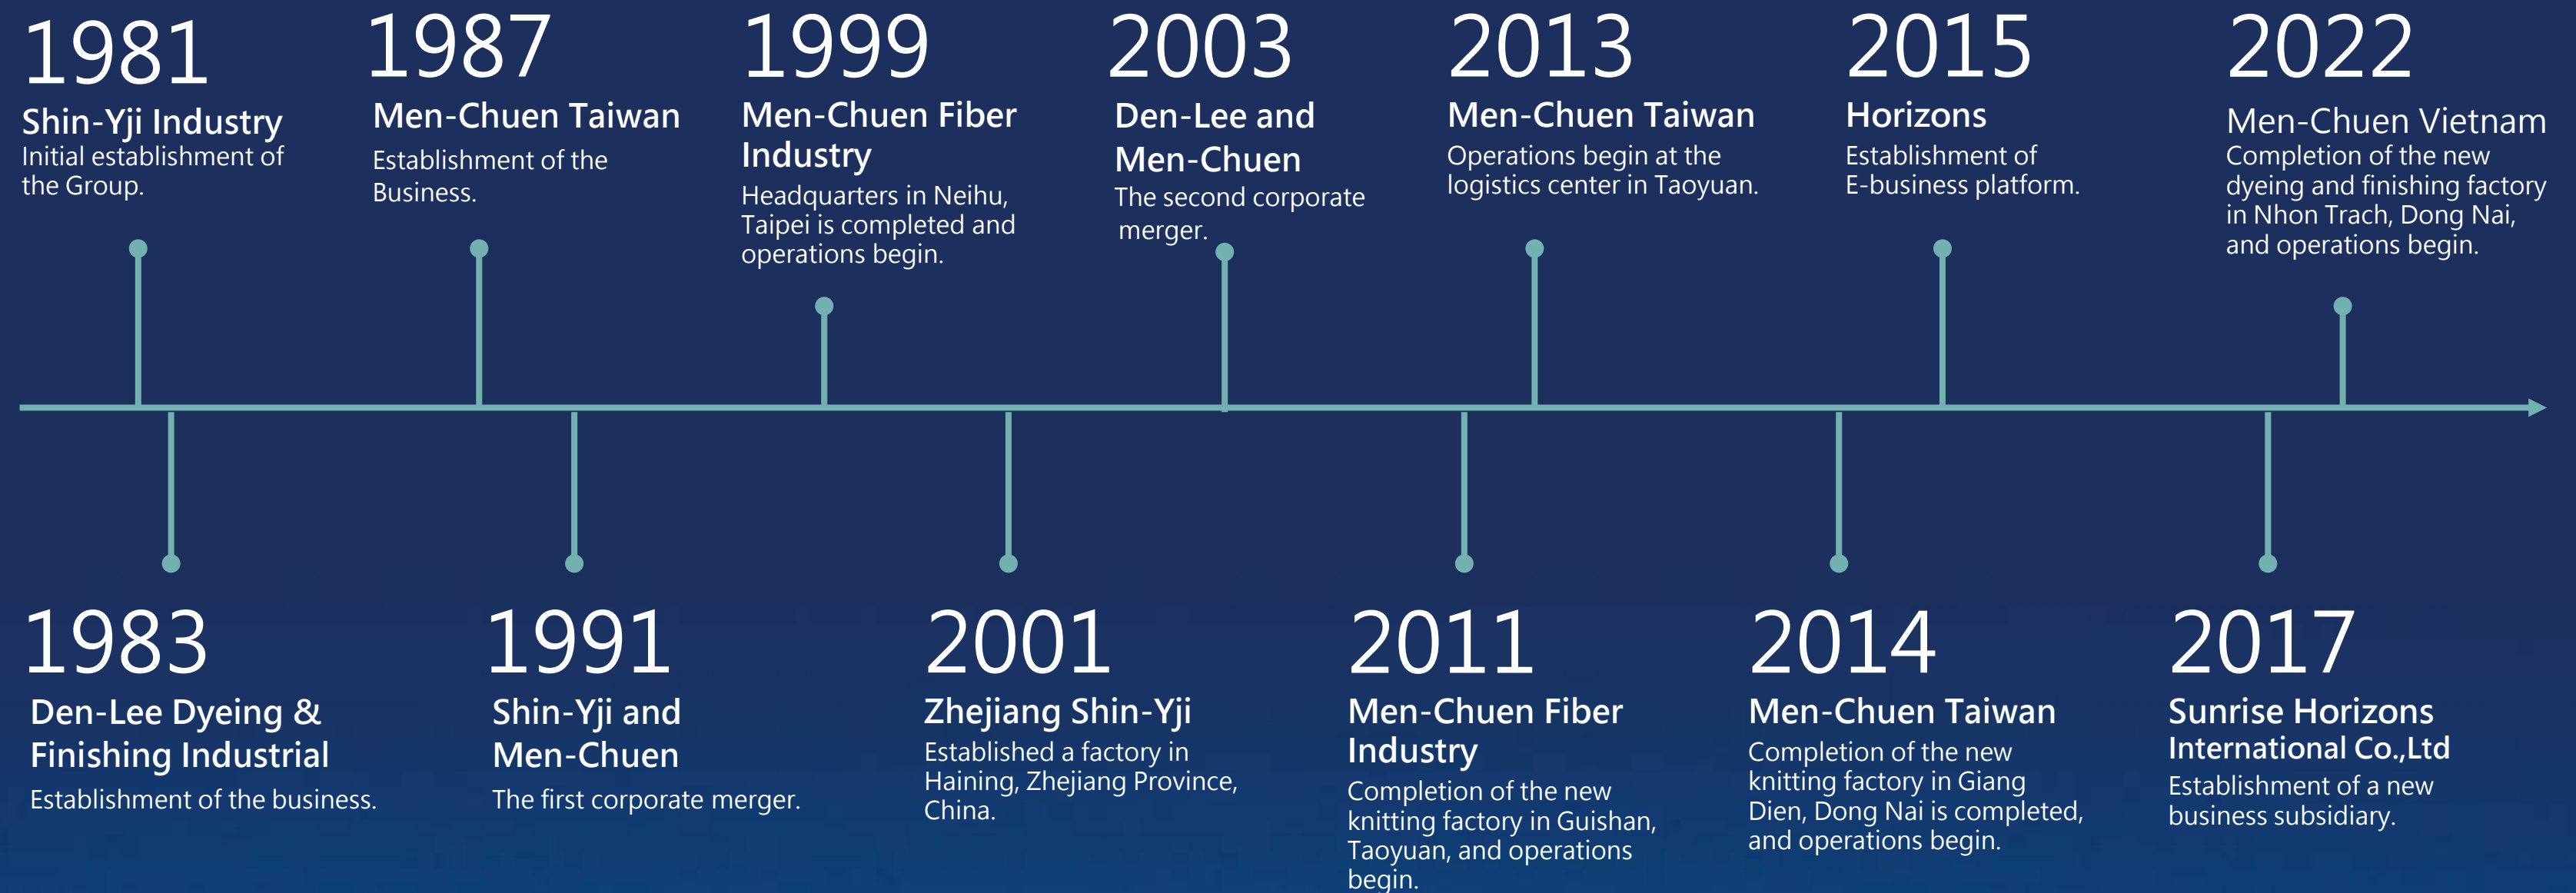 1981
Shin-Yji Industry
Initial establishment of
the Group.
1987
Men-Chuen Taiwan
Establishment of the
Business.
1999
Men-Chuen Fiber
Industry
Headquarters in Neihu,
Taipei is completed and
operations begin.
2003
Den-Lee and
Men-Chuen
The second corporate
merger.
2013
Men-Chuen Taiwan
Operations begin at the
logistics center in Taoyuan.
2015
Horizons
Establishment of
E-business platform.
2022
Men-Chuen Vietnam
Completion of the new
dyeing and finishing factory
in Nhon Trach, Dong Nai,
and operations begin.
1983
Den-Lee Dyeing &
Finishing Industrial
Establishment of the business.
1991
Shin-Yji and
Men-Chuen
The first corporate merger.
2001
Zhejiang Shin-Yji
Established a factory in
Haining, Zhejiang Province,
China.
2011
Men-Chuen Fiber
Industry
Completion of the new
knitting factory in Guishan,
Taoyuan, and operations
begin.
2014
Men-Chuen Taiwan
Completion of the new
knitting factory in Giang
Dien, Dong Nai is completed,
and operations begin.
2017
Sunrise Horizons
International Co.,Ltd
Establishment of a new
business subsidiary.